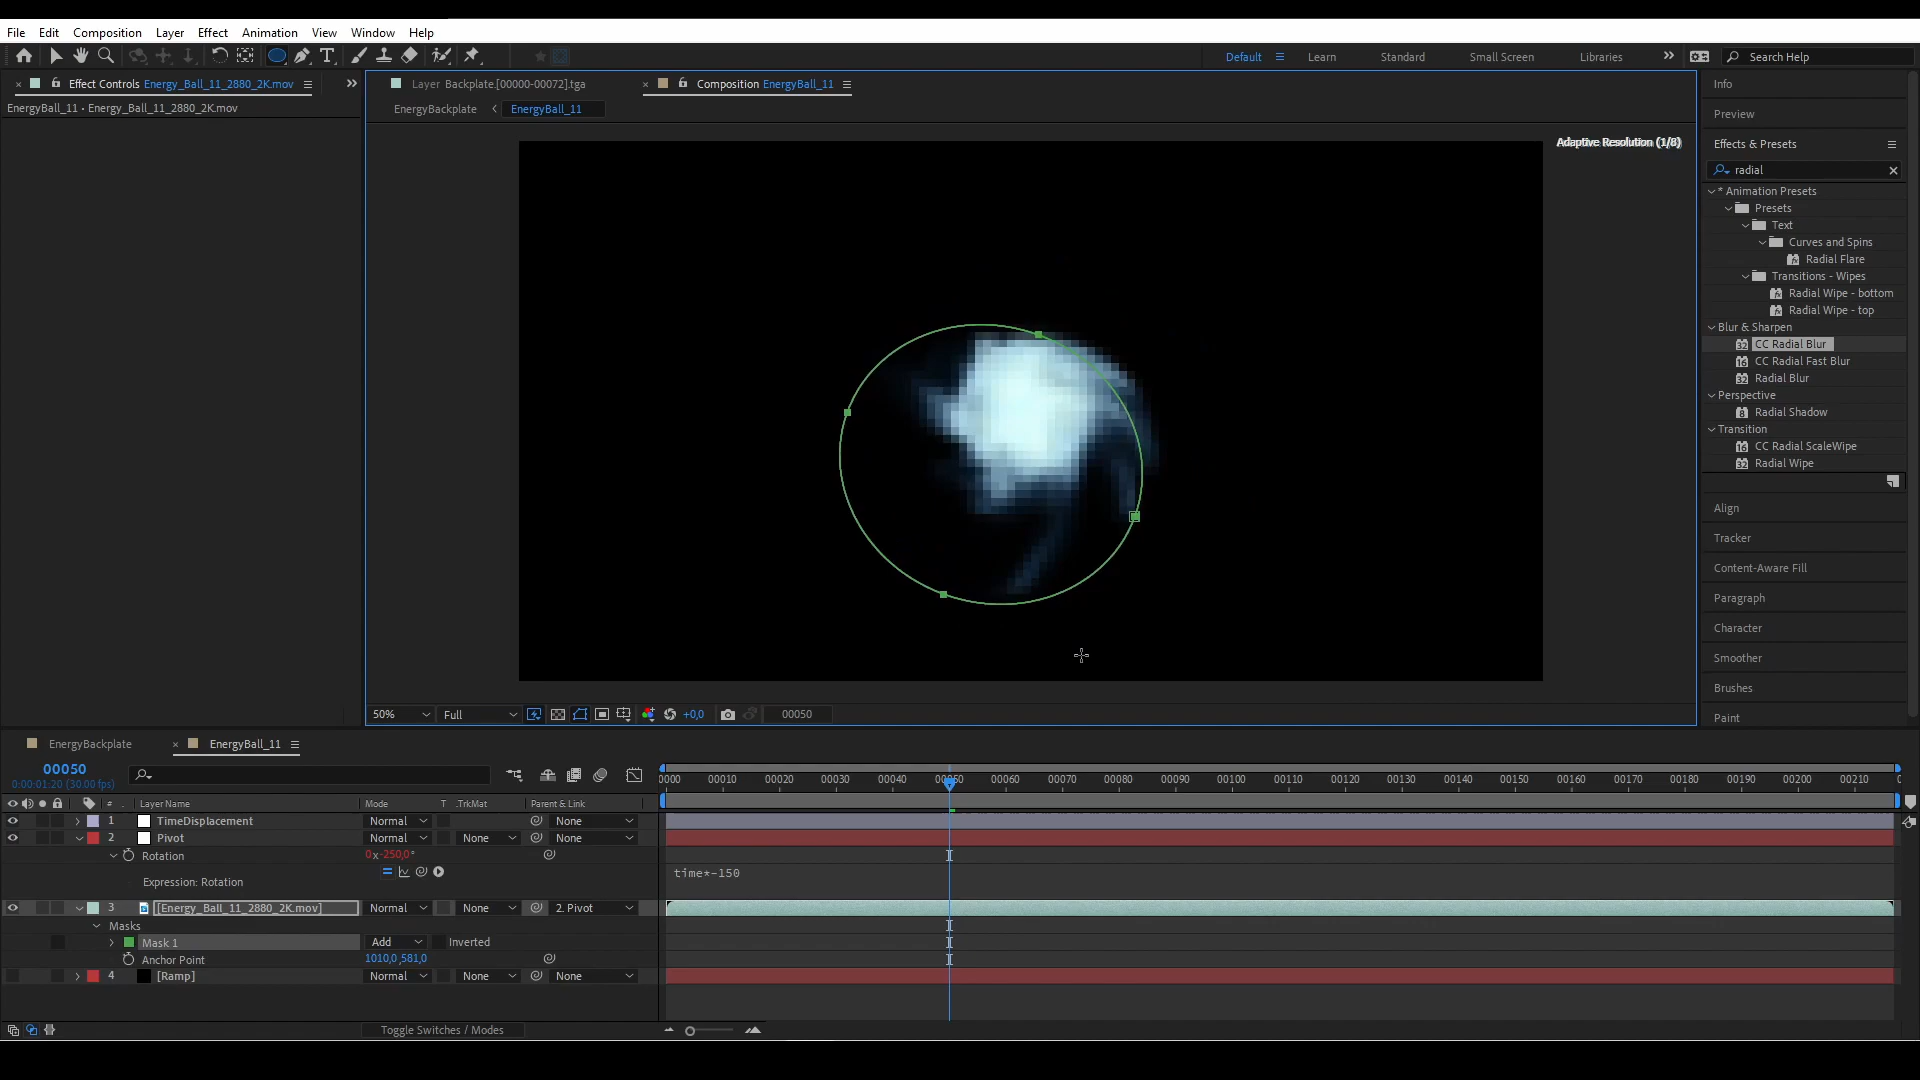 File Edit Composition Layer Effect Animation View Window Help
Default Learn Standard Small Screen Libraries Search Help
Effect Controls Energy_Ball_11_2880_2K.mov
EnergyBall_11 • Energy_Ball_11_2880_2K.mov
Layer Backplate.[00000-00072].tga
Composition EnergyBall_11
EnergyBackplate
EnergyBall_11
Adaptive Resolution (1/8)
Info
Preview
Effects & Presets
radial
* Animation Presets
Presets
Text
Curves and Spins
Radial Flare
Transitions - Wipes
Radial Wipe - bottom
Radial Wipe - top
Blur & Sharpen
CC Radial Blur
CC Radial Fast Blur
Radial Blur
Perspective
Radial Shadow
Transition
CC Radial ScaleWipe
Radial Wipe
Align
Tracker
Content-Aware Fill
Paragraph
Character
Smoother
Brushes
Paint
50% Full +0,0 00050
EnergyBackplate EnergyBall_11
00050
0:00:01:20 (30.00 fps)
0000 00010 00020 00030 00040 00050 00060 00070 00080 00090 00100 00110 00120 00130 00140 00150 00160 00170 00180 00190 00200 00210
# Layer Name Mode T .TrkMat Parent & Link
1 TimeDisplacement Normal None
2 Pivot Normal None None
Rotation 0x-250,0°
Expression: Rotation time*-150
3 [Energy_Ball_11_2880_2K.mov] Normal None 2. Pivot
Masks
Mask 1 Add Inverted
Anchor Point 1010,0,581,0
4 [Ramp] Normal None None
Toggle Switches / Modes